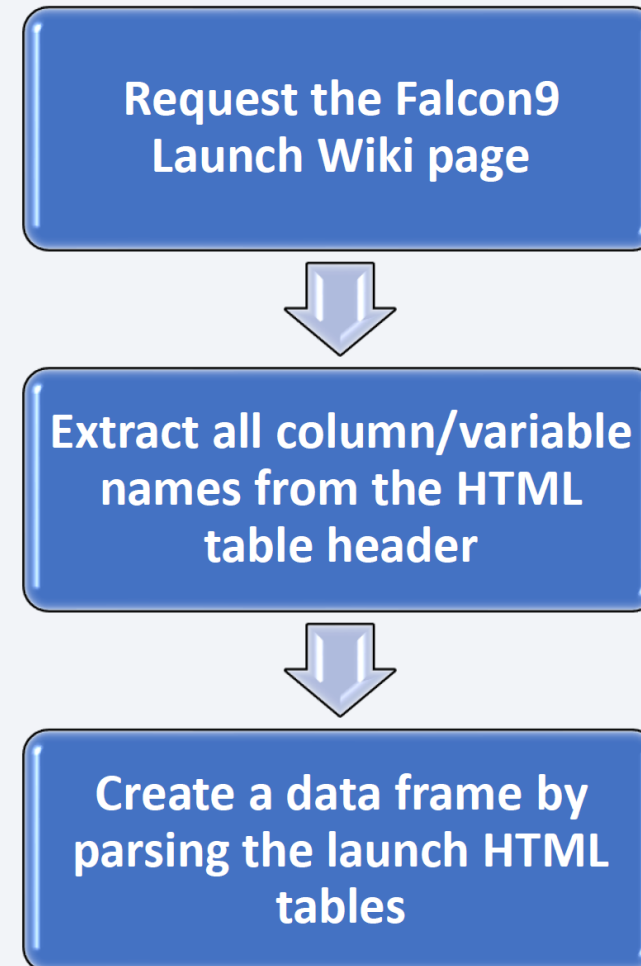 Request the Falcon9
Launch Wiki page
Extract all column/variable
names from the HTML
table header
Create a data frame by
parsing the launch HTML
tables